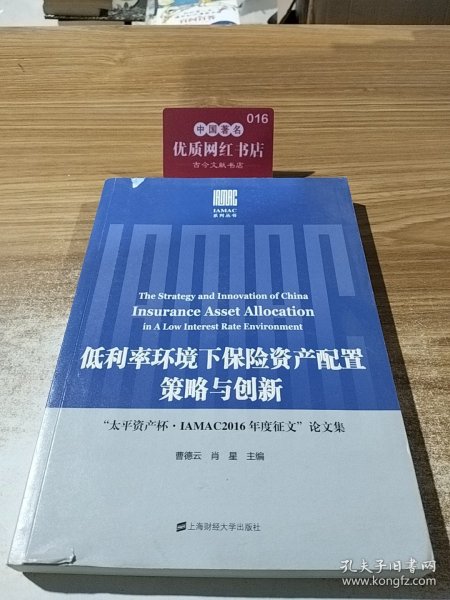 016
中国著名
优质网红书店
古今文献书店
IAMAC
IAMAC
系列丛书
The Strategy and Innovation of China
Insurance Asset Allocation
in A Low Interest Rate Environment
低利率环境下保险资产配置
策略与创新
“太平资产杯·IAMAC2016年度征文”论文集
曹德云 肖星 主编
上海财经大学出版社
孔夫子旧书网
www.kongfz.com